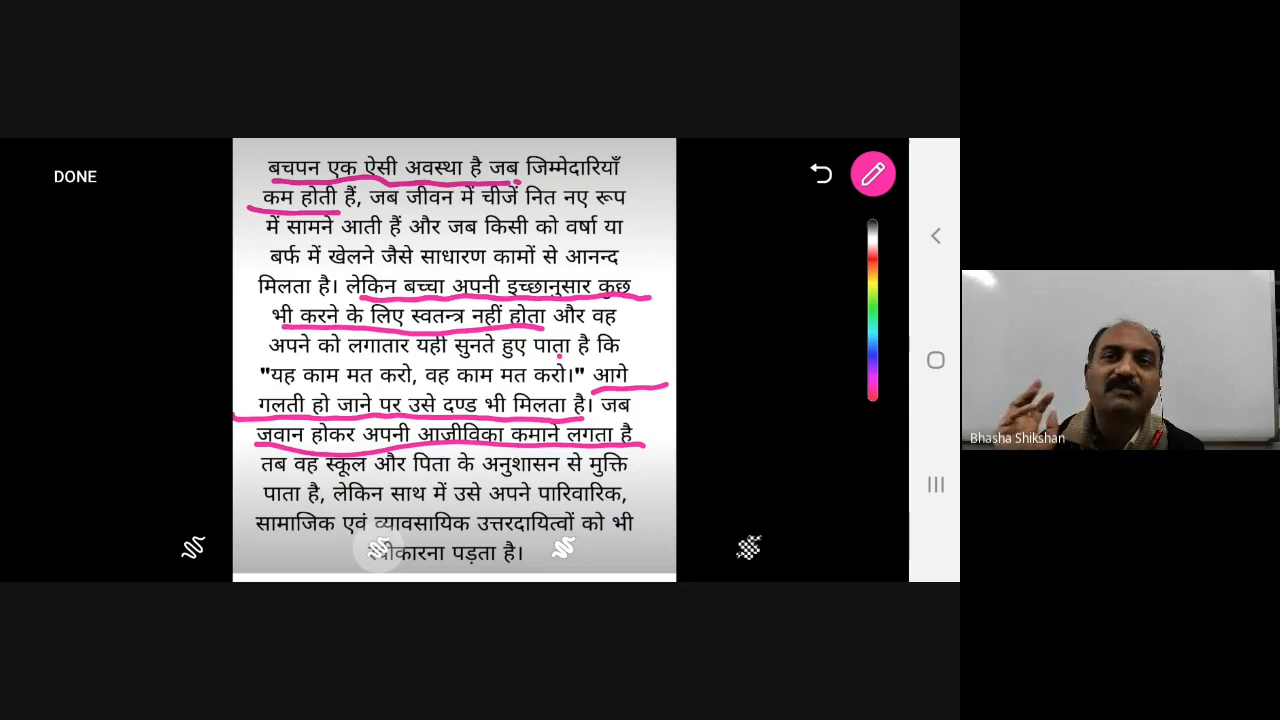 DONE
बचपन एक ऐसी अवस्था है जब जिम्मेदारियाँ
कम होती हैं, जब जीवन में चीजें नित नए रूप
में सामने आती हैं और जब किसी को वर्षा या
बर्फ में खेलने जैसे साधारण कामों से आनन्द
मिलता है। लेकिन बच्चा अपनी इच्छानुसार कुछ
भी करने के लिए स्वतन्त्र नहीं होता और वह
अपने को लगातार यही सुनते हुए पाता है कि
"यह काम मत करो, वह काम मत करो।" आगे
गलती हो जाने पर उसे दण्ड भी मिलता है। जब
जवान होकर अपनी आजीविका कमाने लगता है
तब वह स्कूल और पिता के अनुशासन से मुक्ति
पाता है, लेकिन साथ में उसे अपने पारिवारिक,
सामाजिक एवं व्यावसायिक उत्तरदायित्वों को भी
स्वीकारना पड़ता है।
Bhasha Shikshan